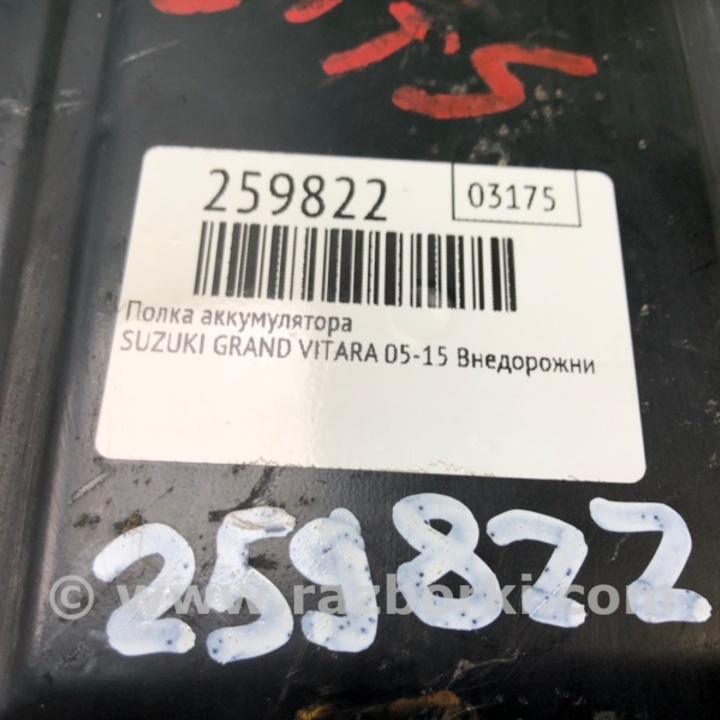 259822
03175
Полка аккумулятора
SUZUKI GRAND VITARA 05-15 Внедорожни
259822
© www.razborki.com